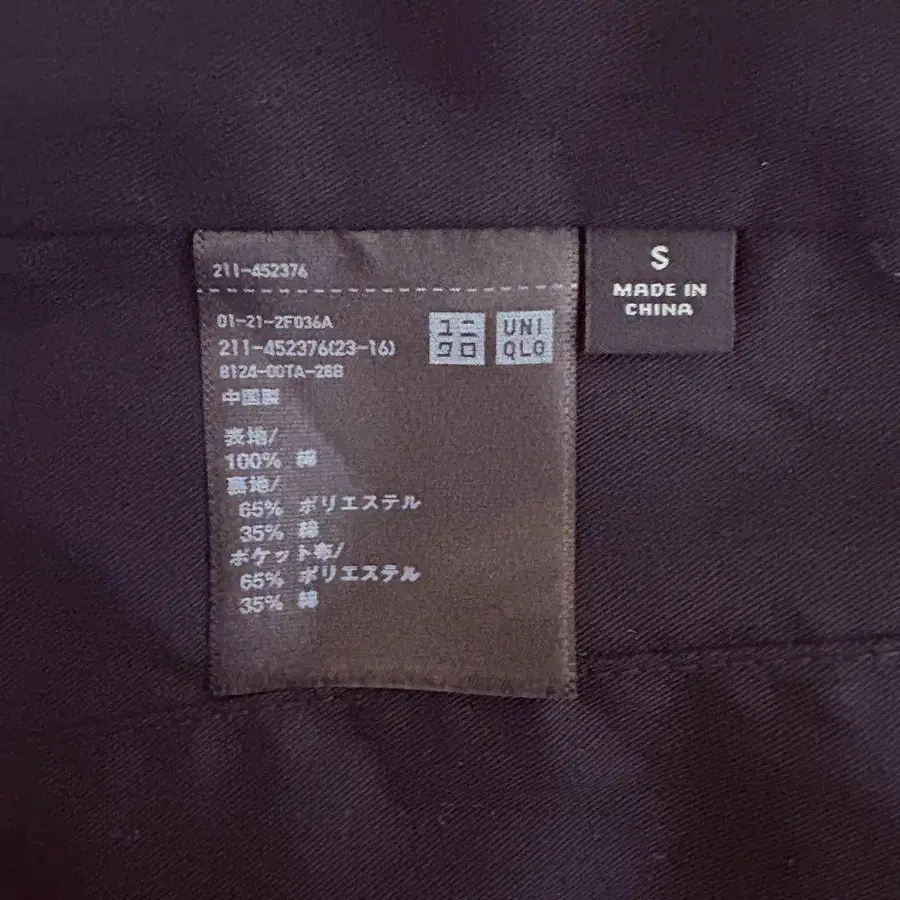 211-452376
01-21-2F036A
211-452376(23-16)
8124-00TA-28B
中国製
表地/
100% 綿
裏地/
65% ポリエステル
35% 綿
ポケット布/
65% ポリエステル
35% 綿
ユニ
クロ
UNI
QLO
S
MADE IN
CHINA